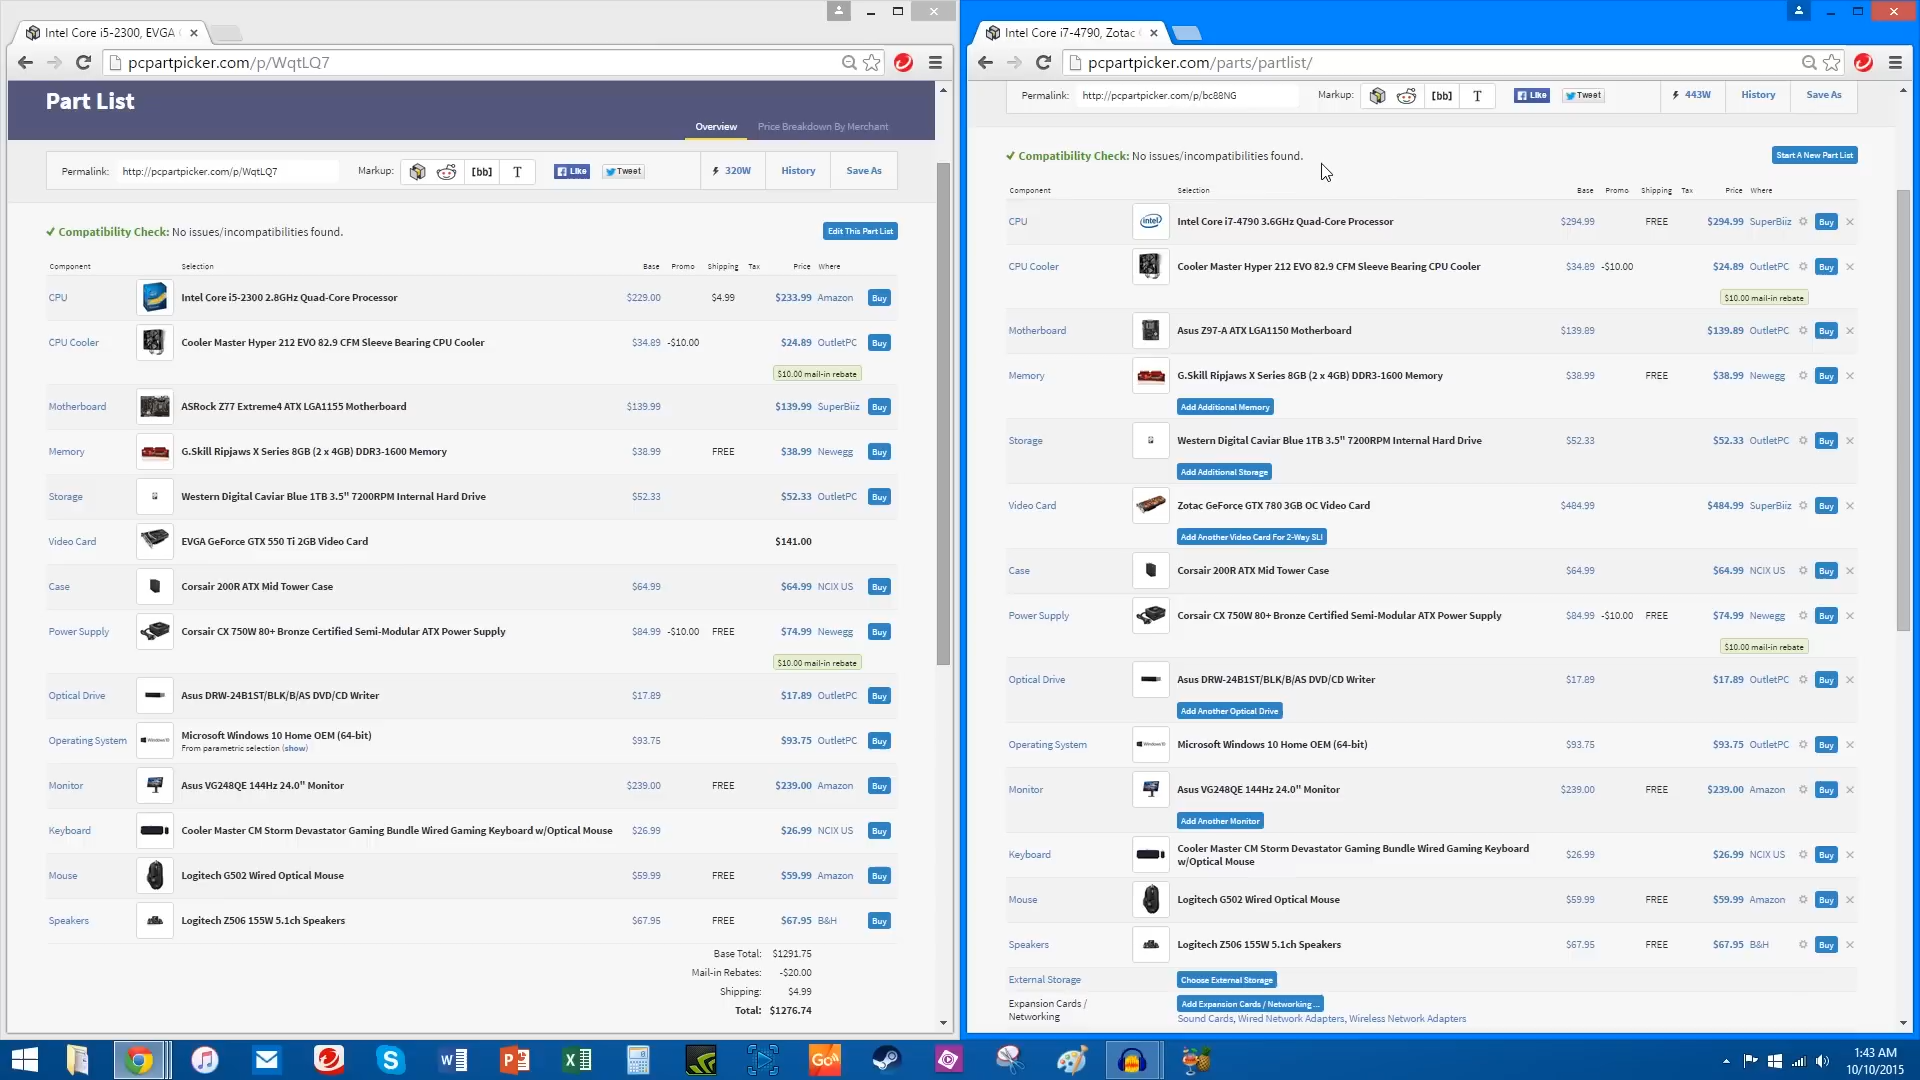 Intel Core i5-2300, EVGA
pcpartpicker.com/p/WqtLQ7
Part List
Overview
Price Breakdown By Merchant
Permalink: http://pcpartpicker.com/p/WqtLQ7
Markup: [bb] T
Like
Tweet
320W
History
Save As
Compatibility Check: No issues/incompatibilities found.
Edit This Part List
Component Selection Base Promo Shipping Tax Price Where
CPU Intel Core i5-2300 2.8GHz Quad-Core Processor $229.00 $4.99 $233.99 Amazon Buy
CPU Cooler Cooler Master Hyper 212 EVO 82.9 CFM Sleeve Bearing CPU Cooler $34.89 -$10.00 $24.89 OutletPC Buy
$10.00 mail-in rebate
Motherboard ASRock Z77 Extreme4 ATX LGA1155 Motherboard $139.99 $139.99 SuperBiiz Buy
Memory G.Skill Ripjaws X Series 8GB (2 x 4GB) DDR3-1600 Memory $38.99 FREE $38.99 Newegg Buy
Storage Western Digital Caviar Blue 1TB 3.5" 7200RPM Internal Hard Drive $52.33 $52.33 OutletPC Buy
Video Card EVGA GeForce GTX 550 Ti 2GB Video Card $141.00
Case Corsair 200R ATX Mid Tower Case $64.99 $64.99 NCIX US Buy
Power Supply Corsair CX 750W 80+ Bronze Certified Semi-Modular ATX Power Supply $84.99 -$10.00 FREE $74.99 Newegg Buy
$10.00 mail-in rebate
Optical Drive Asus DRW-24B1ST/BLK/B/AS DVD/CD Writer $17.89 $17.89 OutletPC Buy
Operating System Microsoft Windows 10 Home OEM (64-bit) $93.75 $93.75 OutletPC Buy
From parametric selection (show)
Monitor Asus VG248QE 144Hz 24.0" Monitor $239.00 FREE $239.00 Amazon Buy
Keyboard Cooler Master CM Storm Devastator Gaming Bundle Wired Gaming Keyboard w/Optical Mouse $26.99 $26.99 NCIX US Buy
Mouse Logitech G502 Wired Optical Mouse $59.99 FREE $59.99 Amazon Buy
Speakers Logitech Z506 155W 5.1ch Speakers $67.95 FREE $67.95 B&H Buy
Base Total: $1291.75
Mail-in Rebates: -$20.00
Shipping: $4.99
Total: $1276.74
Intel Core i7-4790, Zotac
pcpartpicker.com/parts/partlist/
Permalink: http://pcpartpicker.com/p/bc88NG
Markup: [bb] T
Like
Tweet
443W
History
Save As
Compatibility Check: No issues/incompatibilities found.
Start A New Part List
Component Selection Base Promo Shipping Tax Price Where
CPU Intel Core i7-4790 3.6GHz Quad-Core Processor $294.99 FREE $294.99 SuperBiiz Buy
CPU Cooler Cooler Master Hyper 212 EVO 82.9 CFM Sleeve Bearing CPU Cooler $34.89 -$10.00 $24.89 OutletPC Buy
$10.00 mail-in rebate
Motherboard Asus Z97-A ATX LGA1150 Motherboard $139.89 $139.89 OutletPC Buy
Memory G.Skill Ripjaws X Series 8GB (2 x 4GB) DDR3-1600 Memory $38.99 FREE $38.99 Newegg Buy
Add Additional Memory
Storage Western Digital Caviar Blue 1TB 3.5" 7200RPM Internal Hard Drive $52.33 $52.33 OutletPC Buy
Add Additional Storage
Video Card Zotac GeForce GTX 780 3GB OC Video Card $484.99 $484.99 SuperBiiz Buy
Add Another Video Card For 2-Way SLI
Case Corsair 200R ATX Mid Tower Case $64.99 $64.99 NCIX US Buy
Power Supply Corsair CX 750W 80+ Bronze Certified Semi-Modular ATX Power Supply $84.99 -$10.00 FREE $74.99 Newegg Buy
$10.00 mail-in rebate
Optical Drive Asus DRW-24B1ST/BLK/B/AS DVD/CD Writer $17.89 $17.89 OutletPC Buy
Add Another Optical Drive
Operating System Microsoft Windows 10 Home OEM (64-bit) $93.75 $93.75 OutletPC Buy
Monitor Asus VG248QE 144Hz 24.0" Monitor $239.00 FREE $239.00 Amazon Buy
Add Another Monitor
Keyboard Cooler Master CM Storm Devastator Gaming Bundle Wired Gaming Keyboard $26.99 $26.99 NCIX US Buy
w/Optical Mouse
Mouse Logitech G502 Wired Optical Mouse $59.99 FREE $59.99 Amazon Buy
Speakers Logitech Z506 155W 5.1ch Speakers $67.95 FREE $67.95 B&H Buy
External Storage Choose External Storage
Expansion Cards / Add Expansion Cards / Networking ...
Networking Sound Cards, Wired Network Adapters, Wireless Network Adapters
Go!
1:43 AM
10/10/2015